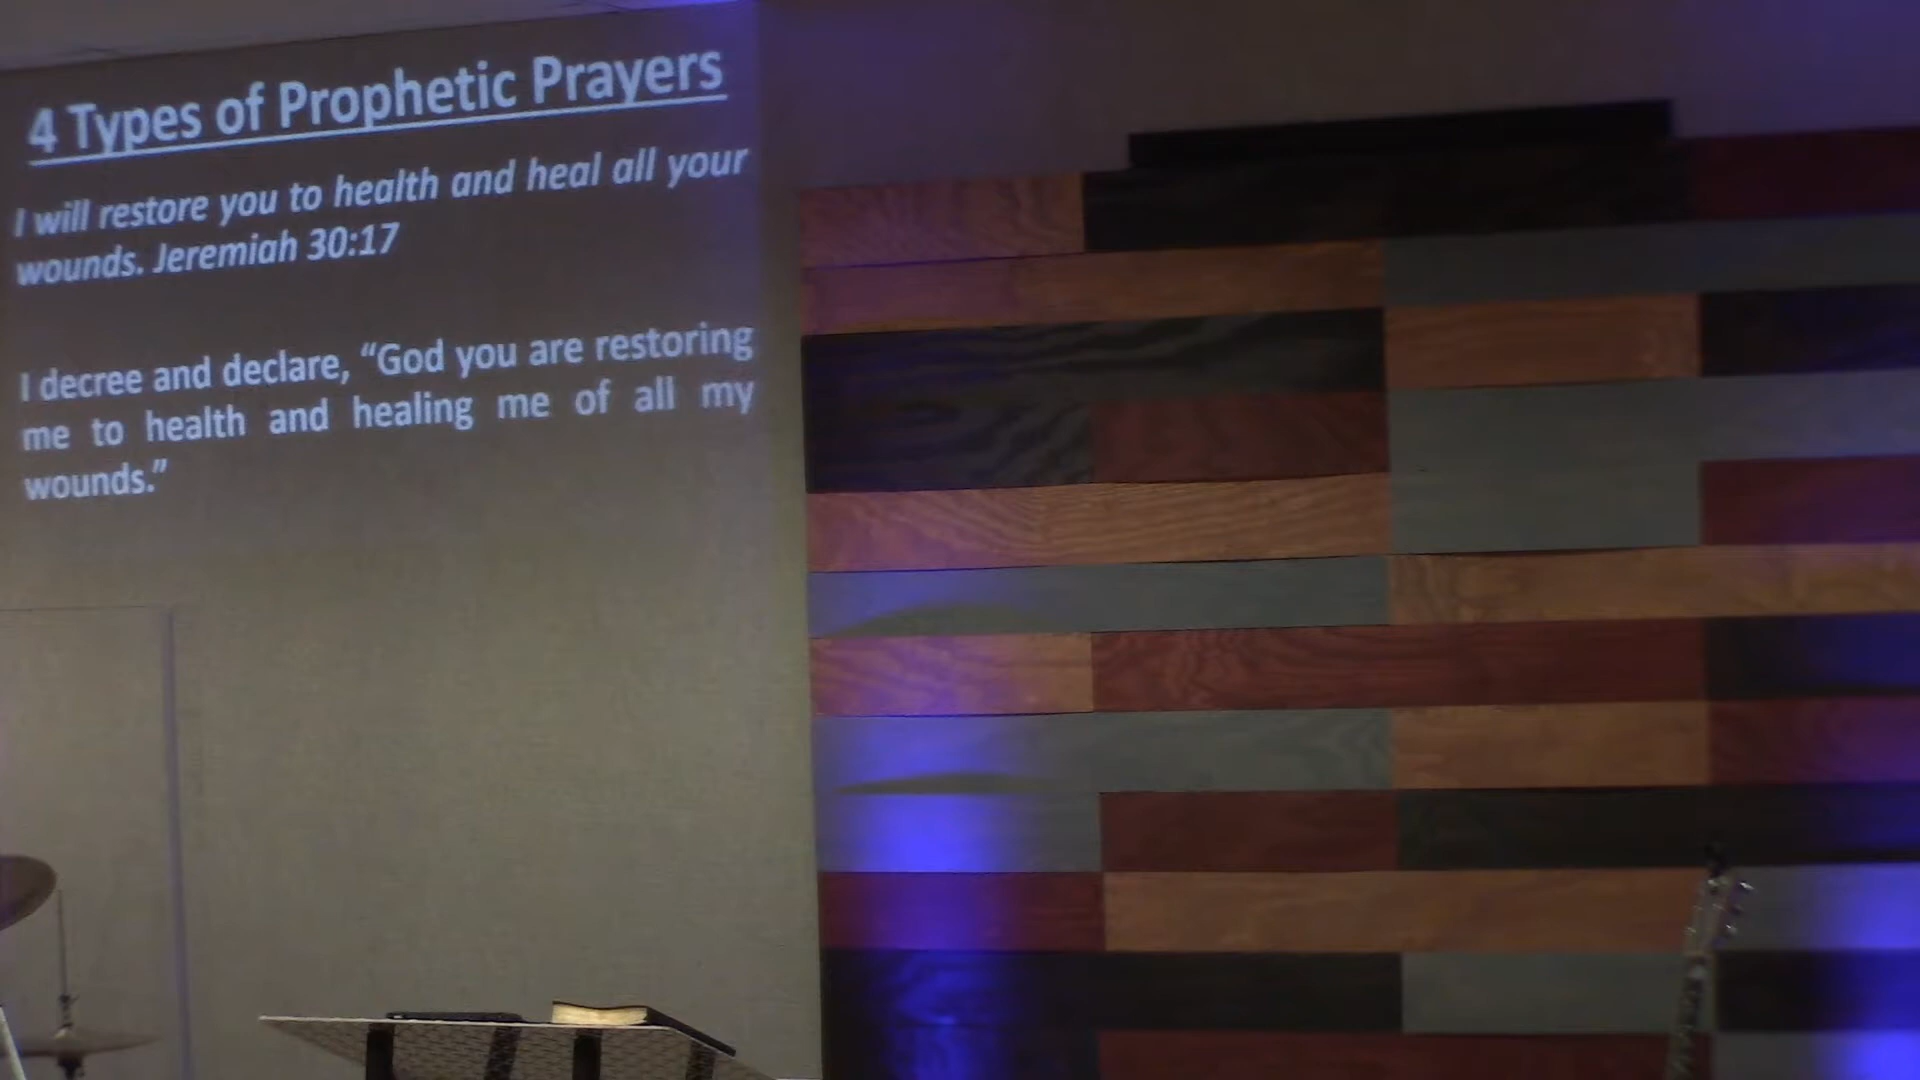 4 Types of Prophetic Prayers
I will restore you to health and heal all your
wounds. Jeremiah 30:17
I decree and declare, “God you are restoring
me to health and healing me of all my
wounds.”